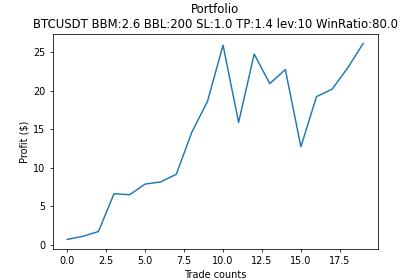 Portfolio
BTCUSDT BBM:2.6 BBL:200 SL:1.0 TP:1.4 lev:10 WinRatio:80.0
25
20
15
10
5
0
Profit ($)
0.0 2.5 5.0 7.5 10.0 12.5 15.0 17.5
Trade counts